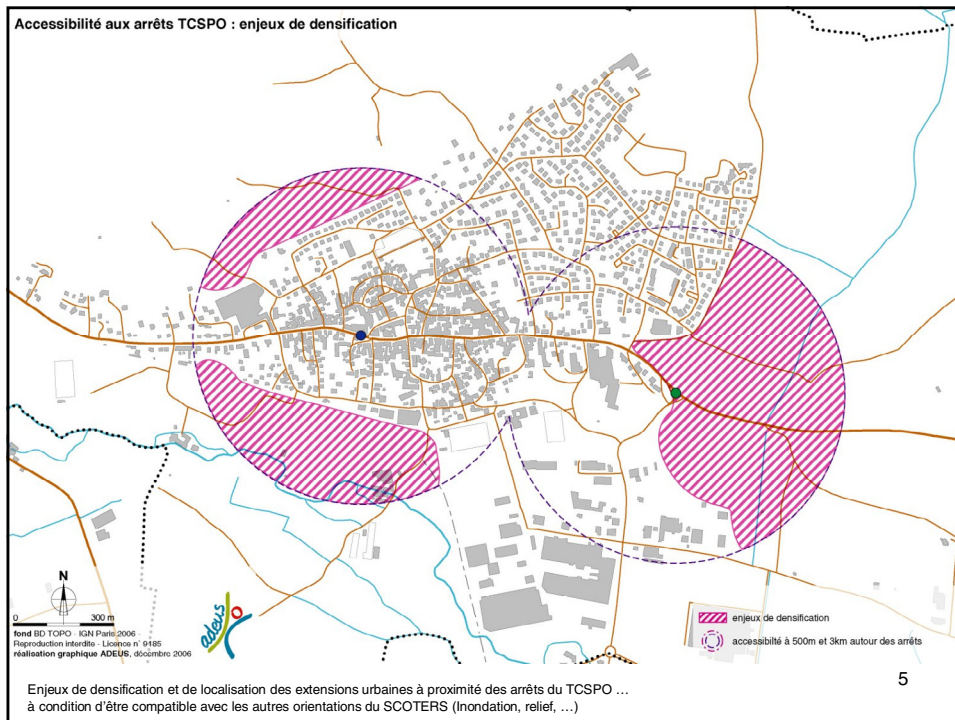 Accessibilité aux arrêts TCSPO : enjeux de densification
N
0 300 m
fond BD TOPO - IGN Paris 2006
Reproduction interdite - Licence n° 9185
réalisation graphique ADEUS, décembre 2006
adeus
enjeux de densification
accessibilté à 500m et 3km autour des arrêts
5
Enjeux de densification et de localisation des extensions urbaines à proximité des arrêts du TCSPO …
à condition d'être compatible avec les autres orientations du SCOTERS (Inondation, relief, …)